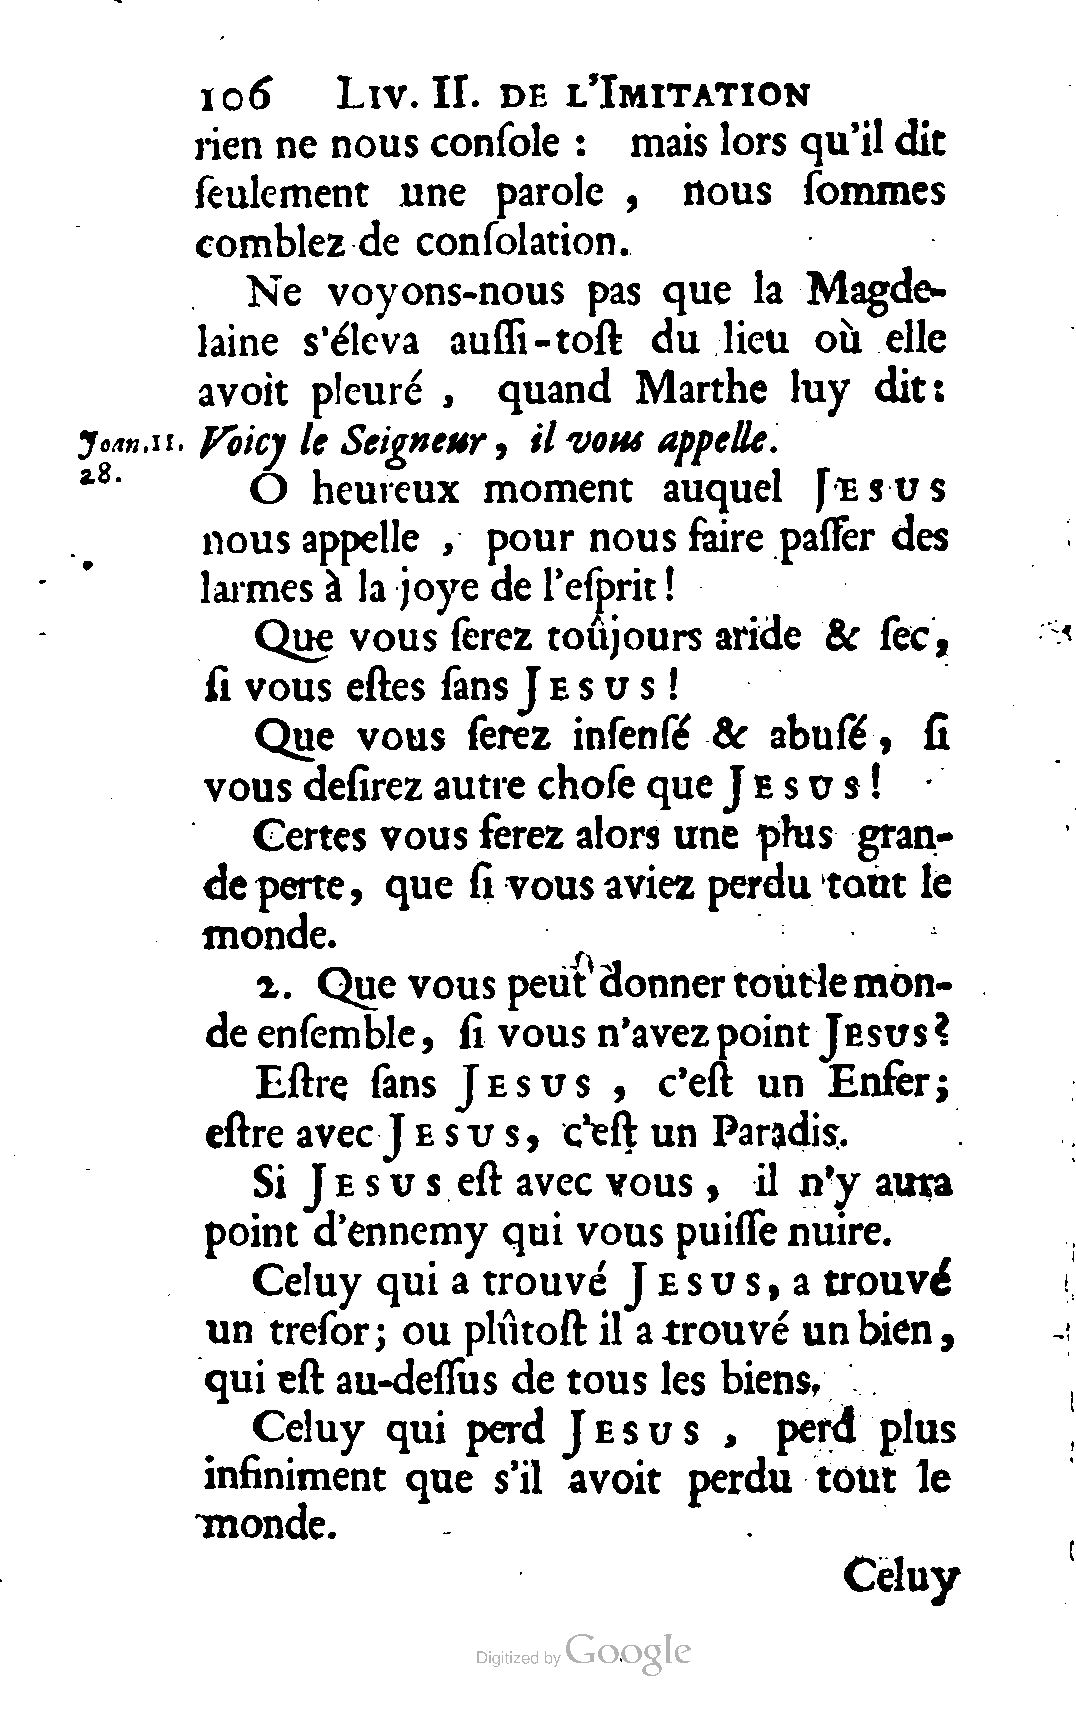 106 LIV. II. DE L'IMITATION
rien ne nous conſole : mais lors qu'il dit
ſeulement une parole , nous ſommes
comblez de conſolation.
Ne voyons-nous pas que la Magde-
laine s'éleva auſſi-toſt du lieu où elle
avoit pleuré , quand Marthe luy dit :
Joan.11. Voicy le Seigneur, il vous appelle.
28.
O heureux moment auquel JESUS
nous appelle , pour nous faire paſſer des
larmes à la joye de l'eſprit !
Que vous ſerez toûjours aride & ſec,
ſi vous eſtes ſans JESUS !
Que vous ſerez inſenſé & abuſé, ſi
vous deſirez autre choſe que JESUS !
Certes vous ferez alors une plus gran-
de perte, que ſi vous aviez perdu tout le
monde.
2. Que vous peut donner tout le mon-
de enſemble, ſi vous n'avez point JESUS?
Eſtre ſans JESUS , c'eſt un Enfer;
eſtre avec JESUS, c'eſt un Paradis.
Si JESUS eſt avec vous , il n'y aura
point d'ennemy qui vous puiſſe nuire.
Celuy qui a trouvé JESUS, a trouvé
un treſor; ou plûtoſt il a trouvé un bien,
qui eſt au-deſſus de tous les biens.
Celuy qui perd JESUS , perd plus
infiniment que s'il avoit perdu tout le
monde.
Celuy
Digitized by Google